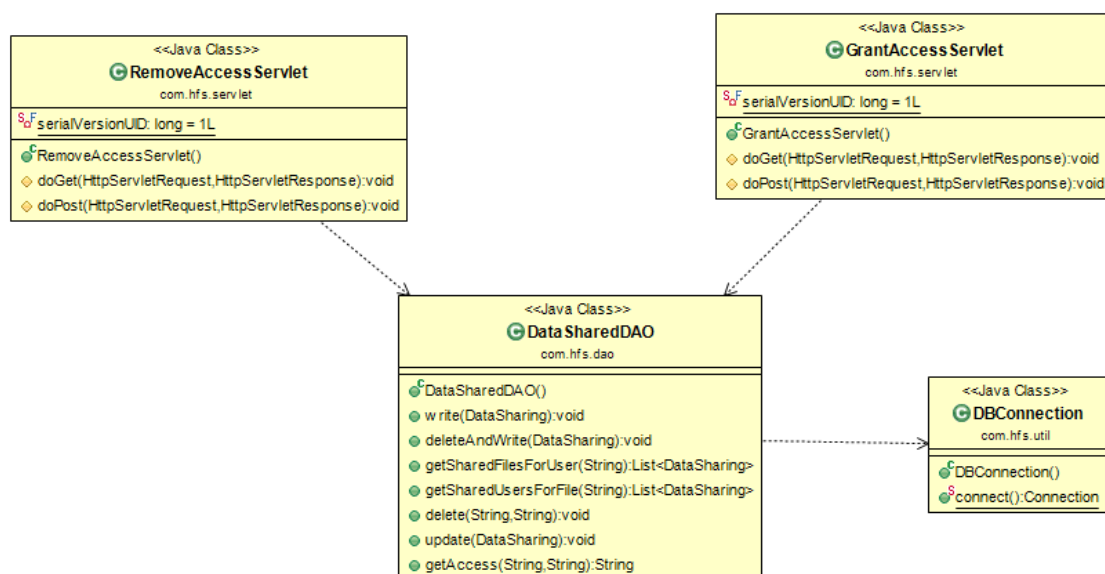 <<Java Class>>
RemoveAccessServlet
com.hfs.servlet
serialVersionUID: long = 1L
RemoveAccessServlet()
doGet(HttpServletRequest,HttpServletResponse):void
doPost(HttpServletRequest,HttpServletResponse):void
<<Java Class>>
GrantAccessServlet
com.hfs.servlet
serialVersionUID: long = 1L
GrantAccessServlet()
doGet(HttpServletRequest,HttpServletResponse):void
doPost(HttpServletRequest,HttpServletResponse):void
<<Java Class>>
DataSharedDAO
com.hfs.dao
DataSharedDAO()
write(DataSharing):void
deleteAndWrite(DataSharing):void
getSharedFilesForUser(String):List<DataSharing>
getSharedUsersForFile(String):List<DataSharing>
delete(String,String):void
update(DataSharing):void
getAccess(String,String):String
<<Java Class>>
DBConnection
com.hfs.util
DBConnection()
connect():Connection